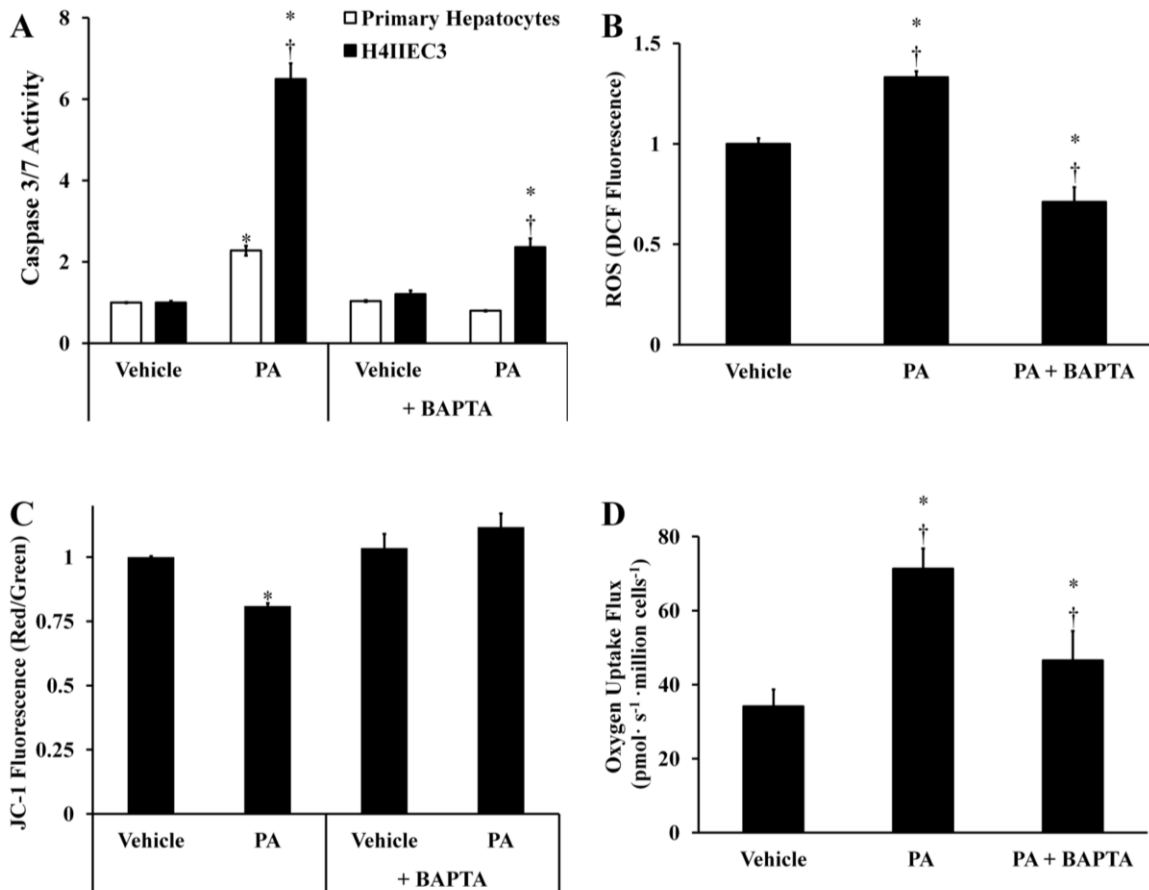 A
Caspase 3/7 Activity
8
6
4
2
0
Primary Hepatocytes
H4IIEC3
*
*
†
*
†
Vehicle
PA
Vehicle
PA
+ BAPTA
B
ROS (DCF Fluorescence)
1.5
1
0.5
0
*
†
*
†
Vehicle
PA
PA + BAPTA
C
JC-1 Fluorescence (Red/Green)
1
0.75
0.5
0.25
0
*
Vehicle
PA
Vehicle
PA
+ BAPTA
D
Oxygen Uptake Flux
(pmol· s⁻¹ ·million cells⁻¹)
80
60
40
20
0
*
†
*
†
Vehicle
PA
PA + BAPTA